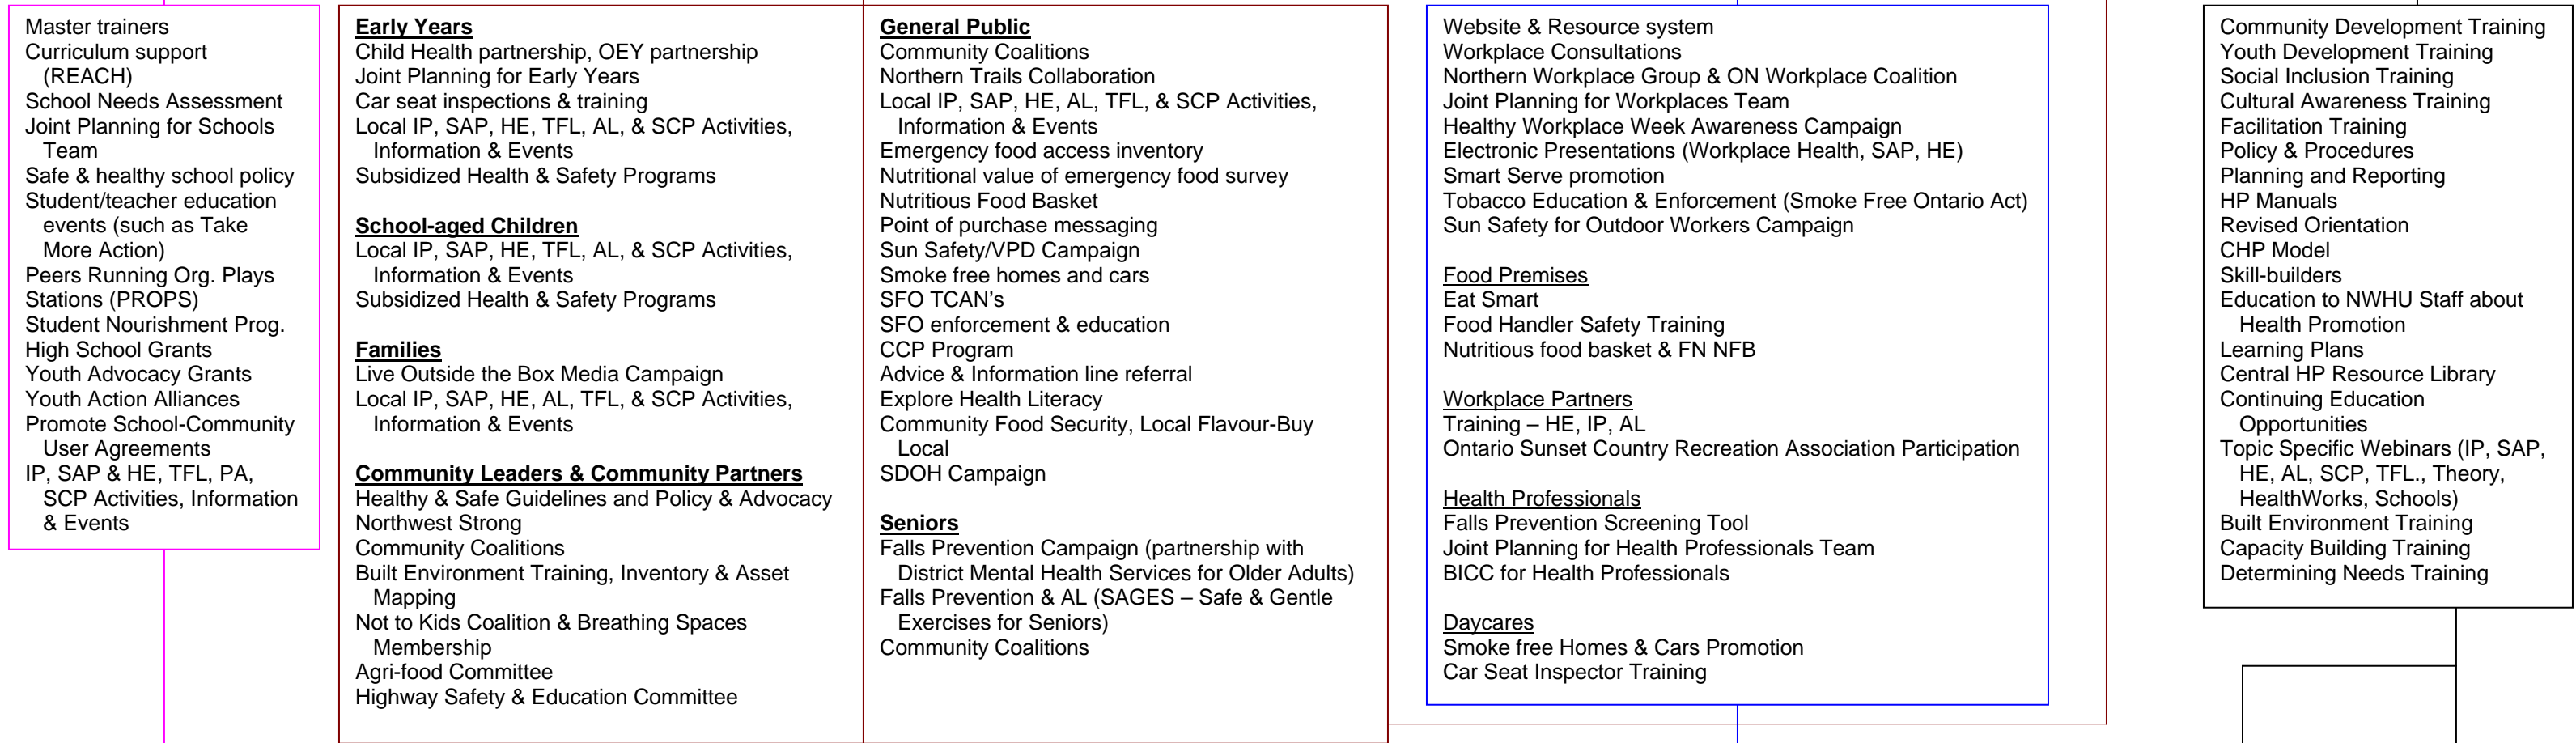 Master trainers
Curriculum support
(REACH)
School Needs Assessment
Joint Planning for Schools
Team
Safe & healthy school policy
Student/teacher education
events (such as Take
More Action)
Peers Running Org. Plays
Stations (PROPS)
Student Nourishment Prog.
High School Grants
Youth Advocacy Grants
Youth Action Alliances
Promote School-Community
User Agreements
IP, SAP & HE, TFL, PA,
SCP Activities, Information
& Events
Early Years
Child Health partnership, OEY partnership
Joint Planning for Early Years
Car seat inspections & training
Local IP, SAP, HE, TFL, AL, & SCP Activities,
Information & Events
Subsidized Health & Safety Programs
School-aged Children
Local IP, SAP, HE, TFL, AL, & SCP Activities,
Information & Events
Subsidized Health & Safety Programs
Families
Live Outside the Box Media Campaign
Local IP, SAP, HE, AL, TFL, & SCP Activities,
Information & Events
Community Leaders & Community Partners
Healthy & Safe Guidelines and Policy & Advocacy
Northwest Strong
Community Coalitions
Built Environment Training, Inventory & Asset
Mapping
Not to Kids Coalition & Breathing Spaces
Membership
Agri-food Committee
Highway Safety & Education Committee
General Public
Community Coalitions
Northern Trails Collaboration
Local IP, SAP, HE, AL, TFL, & SCP Activities,
Information & Events
Emergency food access inventory
Nutritional value of emergency food survey
Nutritious Food Basket
Point of purchase messaging
Sun Safety/VPD Campaign
Smoke free homes and cars
SFO TCAN's
SFO enforcement & education
CCP Program
Advice & Information line referral
Explore Health Literacy
Community Food Security, Local Flavour-Buy
Local
SDOH Campaign
Seniors
Falls Prevention Campaign (partnership with
District Mental Health Services for Older Adults)
Falls Prevention & AL (SAGES – Safe & Gentle
Exercises for Seniors)
Community Coalitions
Website & Resource system
Workplace Consultations
Northern Workplace Group & ON Workplace Coalition
Joint Planning for Workplaces Team
Healthy Workplace Week Awareness Campaign
Electronic Presentations (Workplace Health, SAP, HE)
Smart Serve promotion
Tobacco Education & Enforcement (Smoke Free Ontario Act)
Sun Safety for Outdoor Workers Campaign
Food Premises
Eat Smart
Food Handler Safety Training
Nutritious food basket & FN NFB
Workplace Partners
Training – HE, IP, AL
Ontario Sunset Country Recreation Association Participation
Health Professionals
Falls Prevention Screening Tool
Joint Planning for Health Professionals Team
BICC for Health Professionals
Daycares
Smoke free Homes & Cars Promotion
Car Seat Inspector Training
Community Development Training
Youth Development Training
Social Inclusion Training
Cultural Awareness Training
Facilitation Training
Policy & Procedures
Planning and Reporting
HP Manuals
Revised Orientation
CHP Model
Skill-builders
Education to NWHU Staff about
Health Promotion
Learning Plans
Central HP Resource Library
Continuing Education
Opportunities
Topic Specific Webinars (IP, SAP,
HE, AL, SCP, TFL., Theory,
HealthWorks, Schools)
Built Environment Training
Capacity Building Training
Determining Needs Training